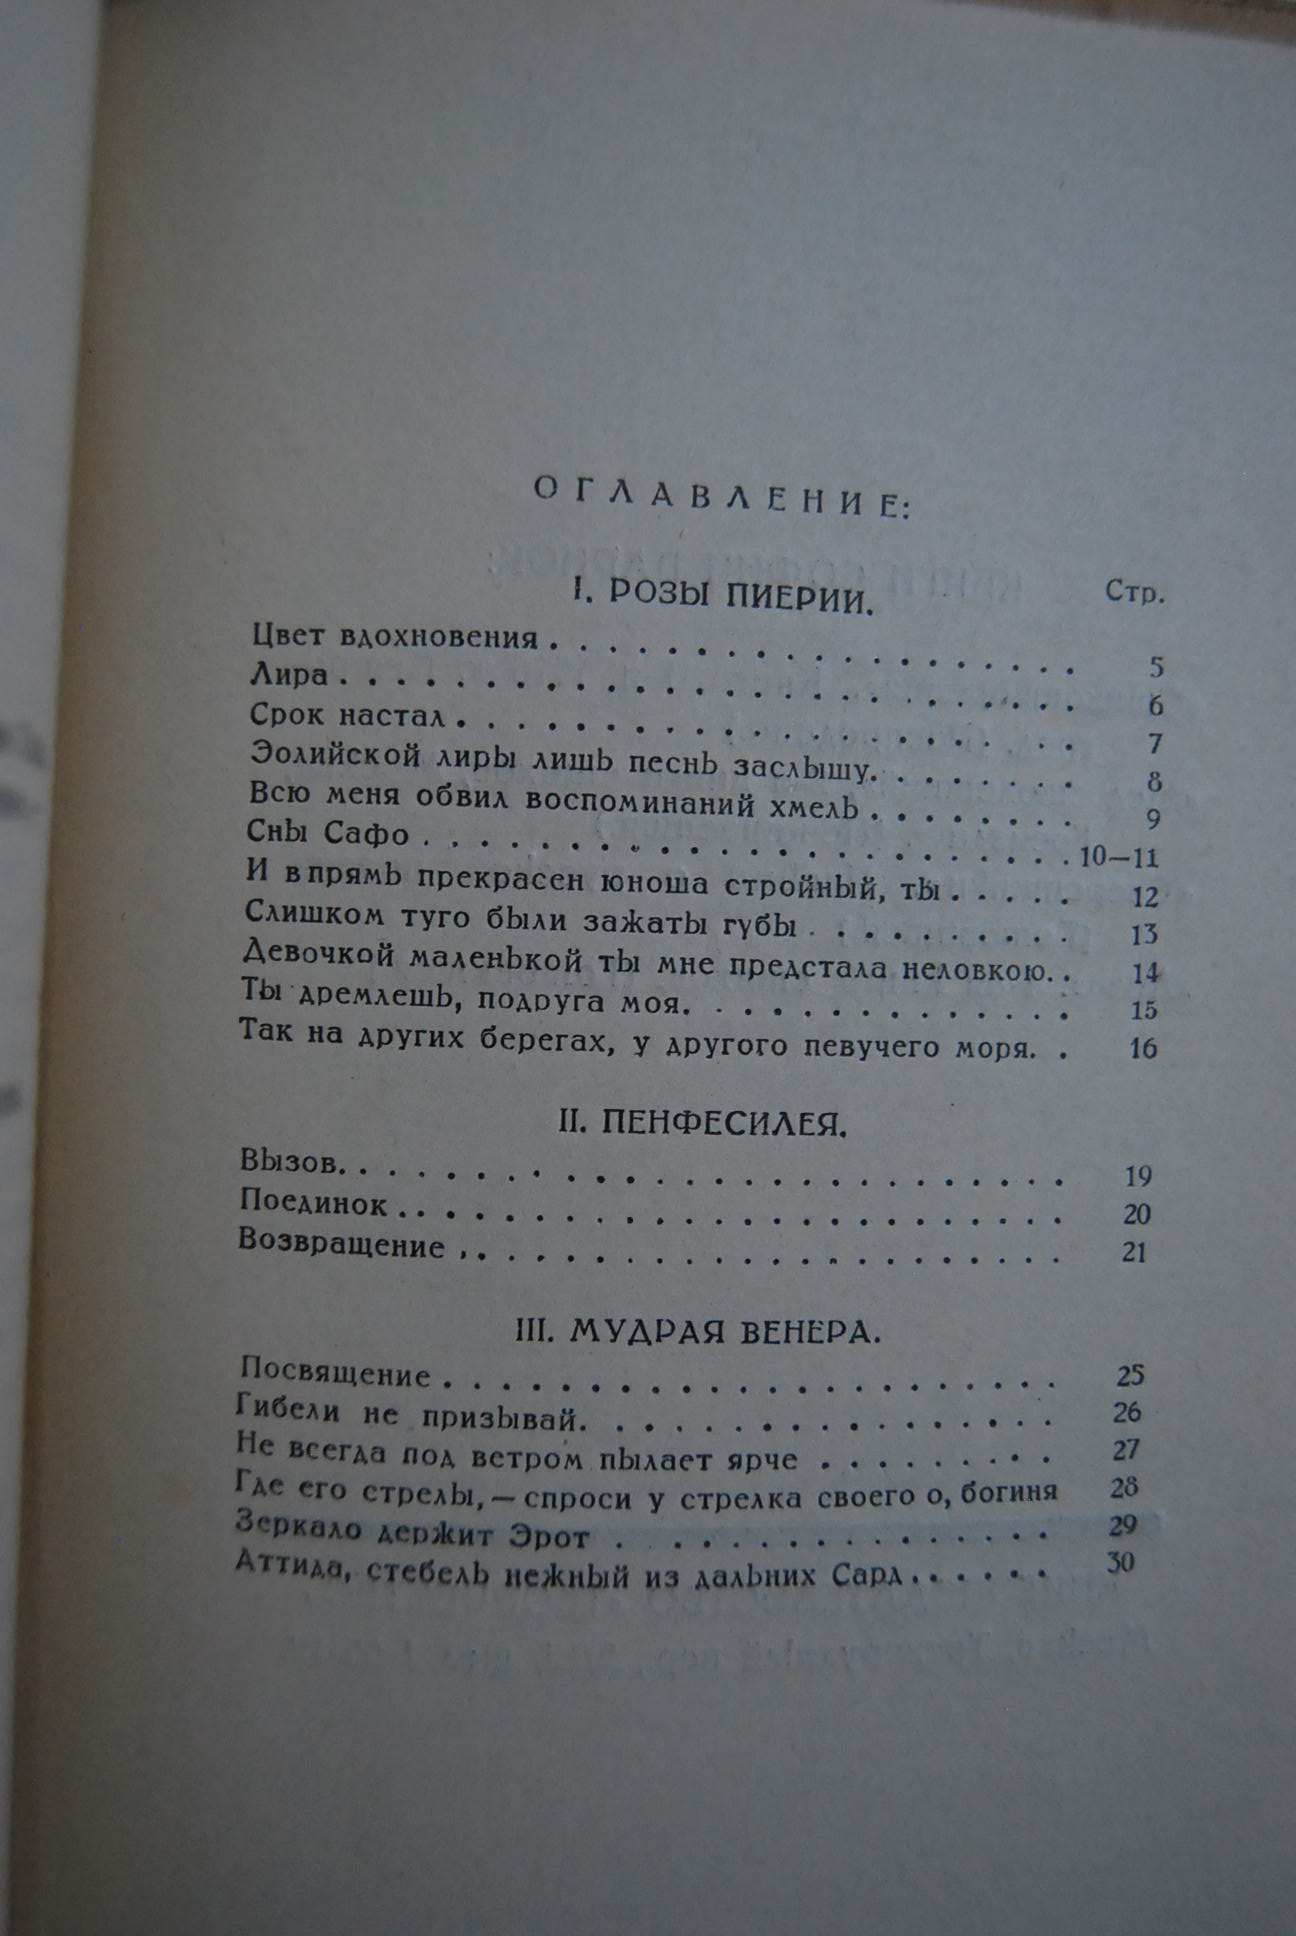 ОГЛАВЛЕНИЕ:
I. РОЗЫ ПИЕРИИ. Стр.
Цвет вдохновения . . . . . . . . . . . . . . . . . . 5
Лира . . . . . . . . . . . . . . . . . . . . . . . . . 6
Срок настал . . . . . . . . . . . . . . . . . . . . . 7
Эолийской лиры лишь песнь заслышу. . . . . . . . 8
Всю меня обвил воспоминаний хмель . . . . . . . . 9
Сны Сафо . . . . . . . . . . . . . . . . . . . . . . 10—11
И впрямь прекрасен юноша стройный, ты . . . . . 12
Слишком туго были зажаты губы . . . . . . . . . 13
Девочкой маленькой ты мне предстала неловкою. . 14
Ты дремлешь, подруга моя. . . . . . . . . . . . . . 15
Так на других берегах, у другого певучего моря. . 16
II. ПЕНФЕСИЛЕЯ.
Вызов. . . . . . . . . . . . . . . . . . . . . . . . . 19
Поединок . . . . . . . . . . . . . . . . . . . . . . . 20
Возвращение . . . . . . . . . . . . . . . . . . . . . 21
III. МУДРАЯ ВЕНЕРА.
Посвящение . . . . . . . . . . . . . . . . . . . . . 25
Гибели не призывай. . . . . . . . . . . . . . . . . 26
Не всегда под ветром пылает ярче . . . . . . . . 27
Где его стрелы,—спроси у стрелка своего о, богиня 28
Зеркало держит Эрот . . . . . . . . . . . . . . . 29
Аттида, стебель нежный из дальних Сард . . . . . . 30